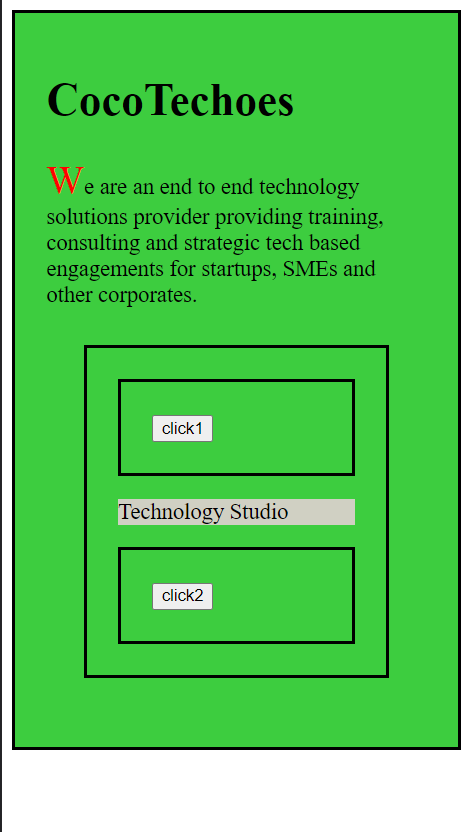 CocoTechoes
We are an end to end technology
solutions provider providing training,
consulting and strategic tech based
engagements for startups, SMEs and
other corporates.
click1
Technology Studio
click2